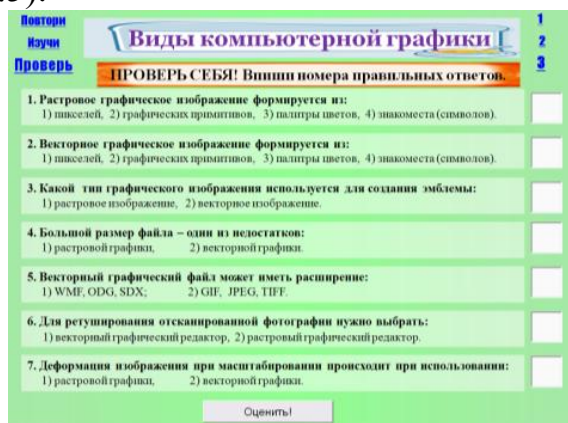 Повтори
Изучи
Проверь
Виды компьютерной графики
1
2
3
ПРОВЕРЬ СЕБЯ! Впиши номера правильных ответов.
1. Растровое графическое изображение формируется из:
1) пикселей, 2) графических примитивов, 3) палитры цветов, 4) знакоместа (символов).
2. Векторное графическое изображение формируется из:
1) пикселей, 2) графических примитивов, 3) палитры цветов, 4) знакоместа (символов).
3. Какой тип графического изображения используется для создания эмблемы:
1) растровое изображение, 2) векторное изображение.
4. Большой размер файла – один из недостатков:
1) растровой графики, 2) векторной графики.
5. Векторный графический файл может иметь расширение:
1) WMF, ODG, SDX; 2) GIF, JPEG, TIFF.
6. Для ретуширования отсканированной фотографии нужно выбрать:
1) векторный графический редактор, 2) растровый графический редактор.
7. Деформация изображения при масштабировании происходит при использовании:
1) растровой графики, 2) векторной графики.
Оценить!